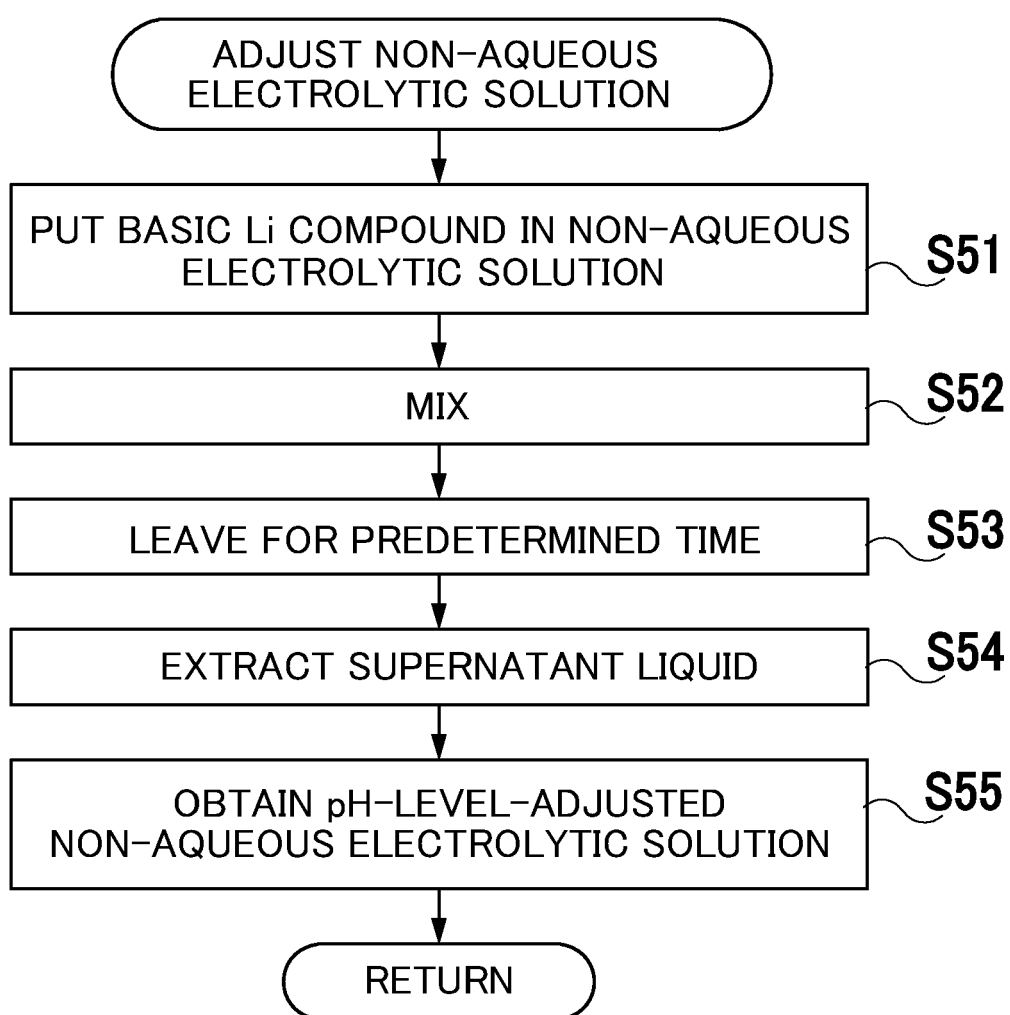 ADJUST NON-AQUEOUS
ELECTROLYTIC SOLUTION
PUT BASIC Li COMPOUND IN NON-AQUEOUS
ELECTROLYTIC SOLUTION
S51
MIX
S52
LEAVE FOR PREDETERMINED TIME
S53
EXTRACT SUPERNATANT LIQUID
S54
OBTAIN pH-LEVEL-ADJUSTED
NON-AQUEOUS ELECTROLYTIC SOLUTION
S55
RETURN